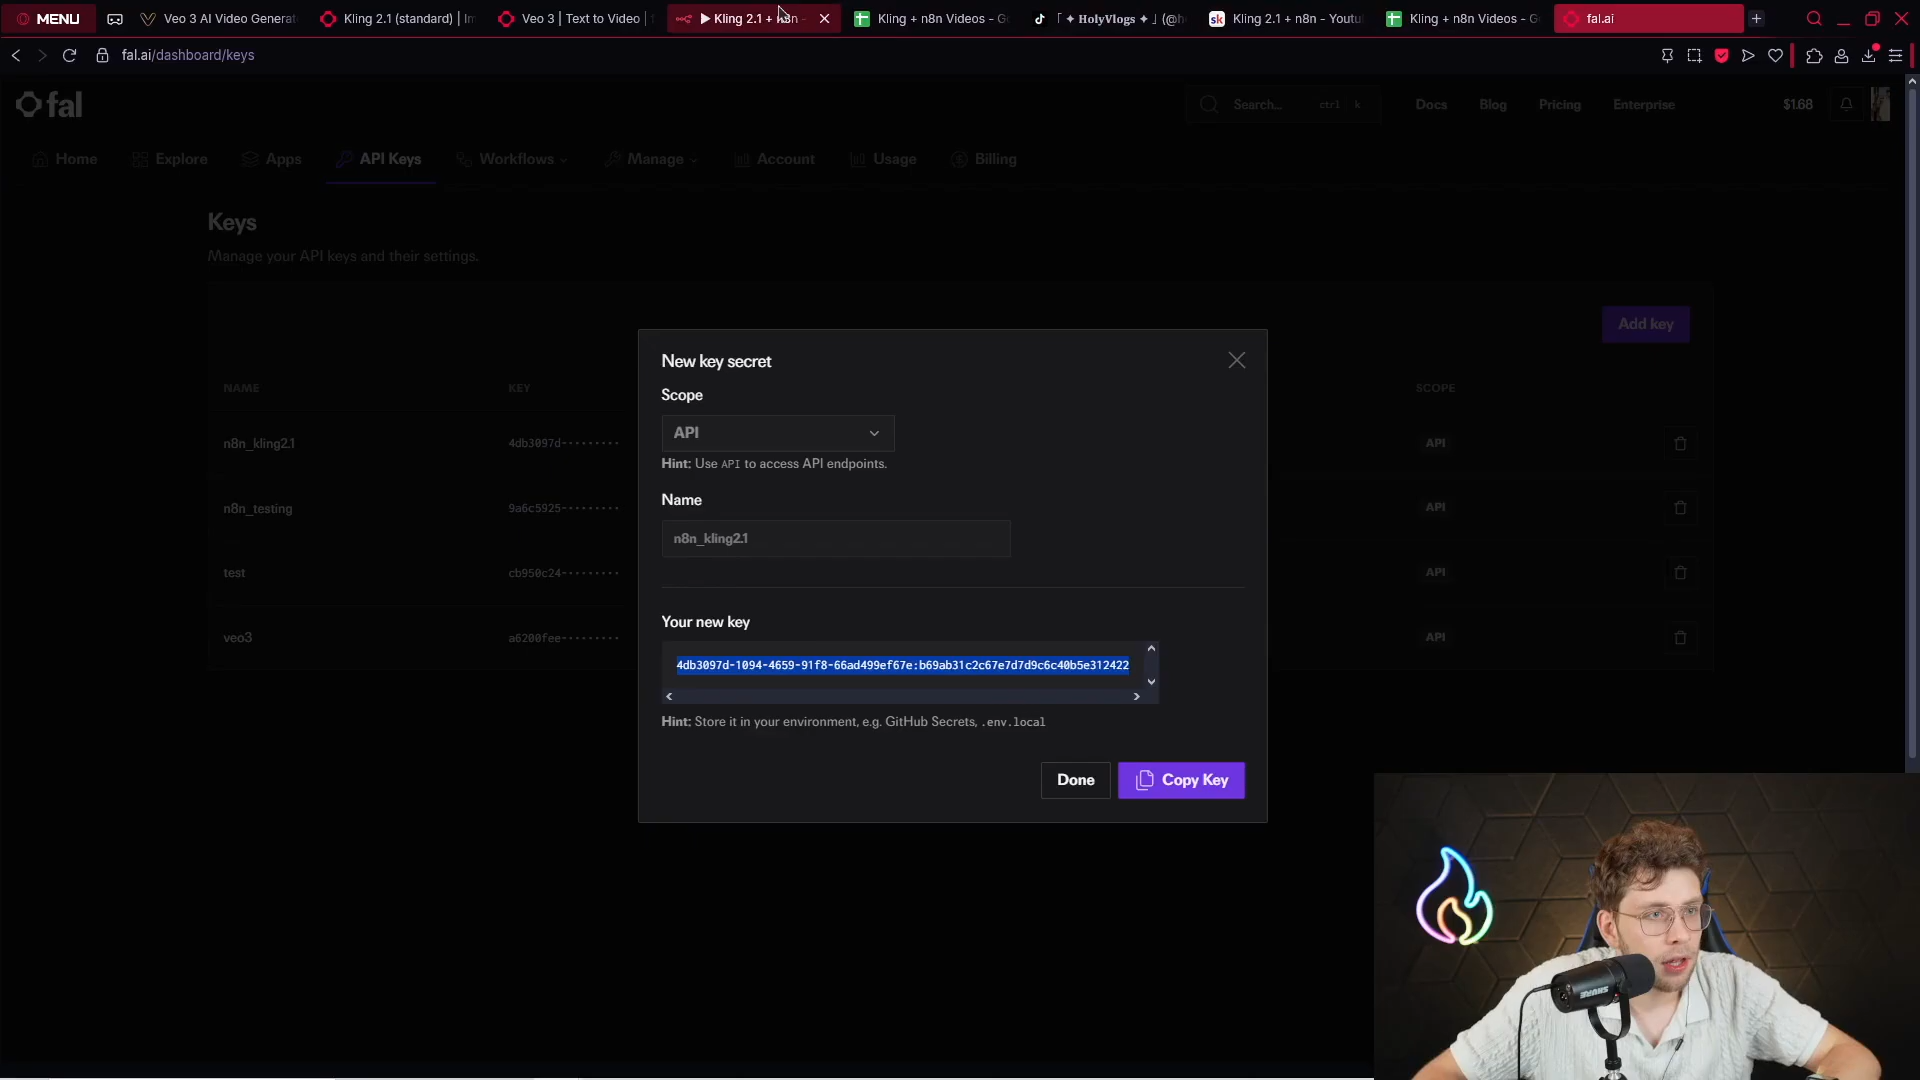 MENU
Veo 3 AI Video Generat
Kling 2.1 (standard) | In
Veo 3 | Text to Video |
Kling 2.1 + n8n -
Kling + n8n Videos - G
「 ✦ HolyVlogs ✦ 」 (@h
sk
Kling 2.1 + n8n - Youtu
Kling + n8n Videos - G
fal.ai
fal.ai/dashboard/keys
fal
Search...
ctrl
k
Docs
Blog
Pricing
Enterprise
$1.68
Home
Explore
Apps
API Keys
Workflows
Manage
Account
Usage
Billing
Keys
Manage your API keys and their settings.
Add key
NAME
KEY
SCOPE
n8n_kling2.1
4db3097d·········
API
n8n_testing
9a6c5925·········
API
test
cb950c24·········
API
veo3
a6200fee·········
API
New key secret
Scope
API
Hint: Use API to access API endpoints.
Name
n8n_kling2.1
Your new key
4db3097d-1094-4659-91f8-66ad499ef67e:b69ab31c2c67e7d7d9c6c40b5e312422
Hint: Store it in your environment, e.g. GitHub Secrets, .env.local
Done
Copy Key
SHURE